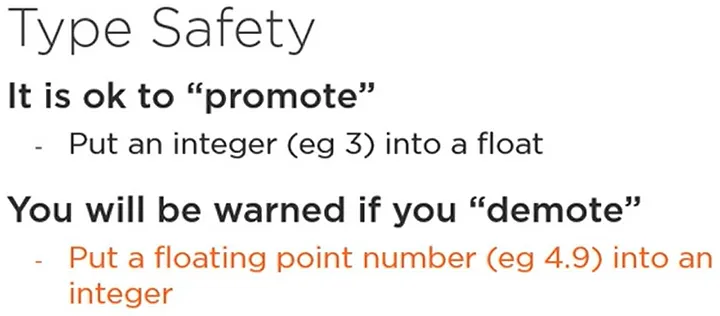 Type Safety
It is ok to “promote”
- Put an integer (eg 3) into a float
You will be warned if you “demote”
- Put a floating point number (eg 4.9) into an
integer